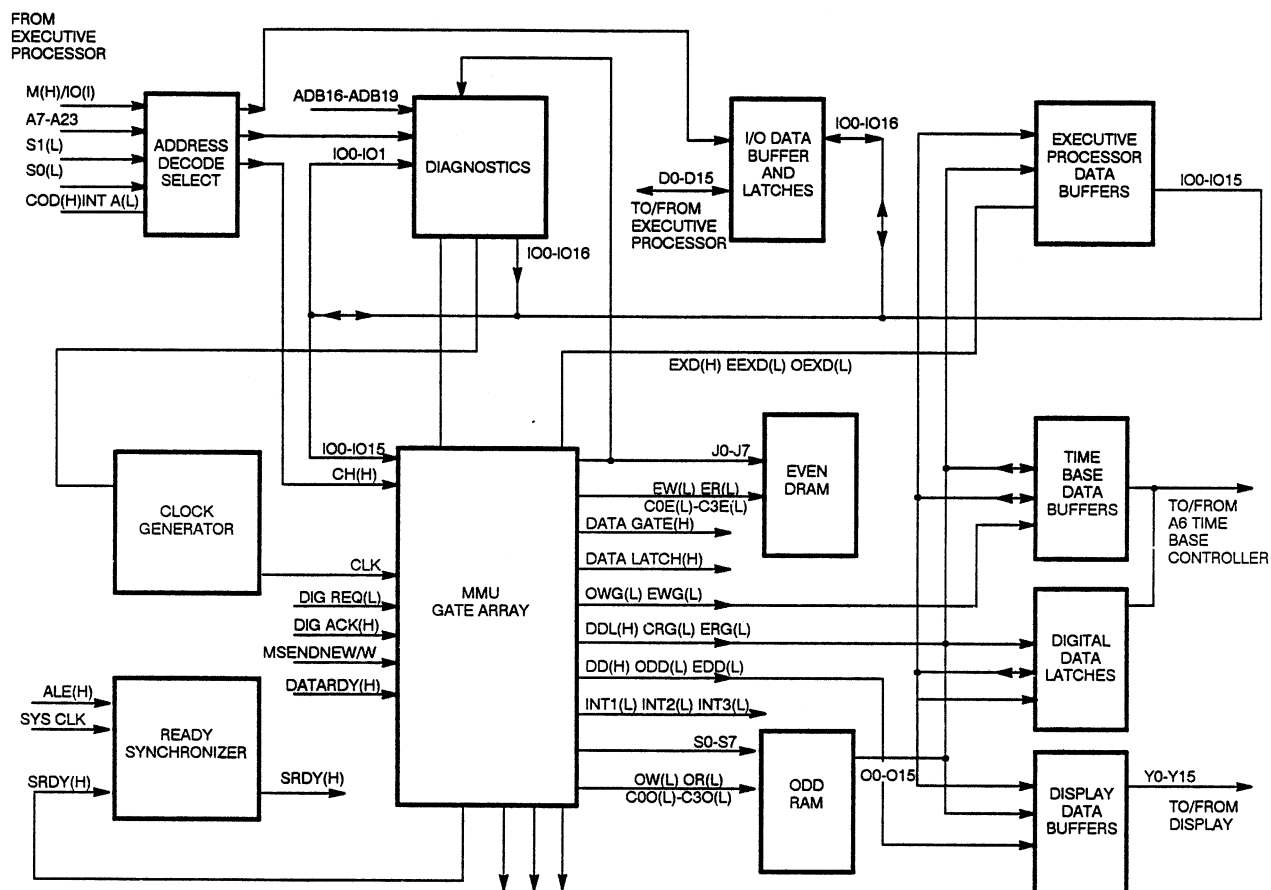 FROM
EXECUTIVE
PROCESSOR
M(H)/IO(I)
A7-A23
S1(L)
S0(L)
COD(H)INT A(L)
ADDRESS
DECODE
SELECT
ADB16-ADB19
IO0-IO1
DIAGNOSTICS
IO0-IO16
I/O DATA
BUFFER
AND
LATCHES
IO0-IO16
D0-D15
TO/FROM
EXECUTIVE
PROCESSOR
EXECUTIVE
PROCESSOR
DATA
BUFFERS
IO0-IO15
EXD(H) EEXD(L) OEXD(L)
CLOCK
GENERATOR
IO0-IO15
CH(H)
CLK
DIG REQ(L)
DIG ACK(H)
MSENDNEW/W
DATARDY(H)
MMU
GATE ARRAY
J0-J7
EW(L) ER(L)
C0E(L)-C3E(L)
DATA GATE(H)
DATA LATCH(H)
OWG(L) EWG(L)
DDL(H) CRG(L) ERG(L)
DD(H) ODD(L) EDD(L)
INT1(L) INT2(L) INT3(L)
S0-S7
OW(L) OR(L)
C0O(L)-C3O(L)
EVEN
DRAM
TIME
BASE
DATA
BUFFERS
TO/FROM
A6 TIME
BASE
CONTROLLER
DIGITAL
DATA
LATCHES
ALE(H)
SYS CLK
SRDY(H)
READY
SYNCHRONIZER
SRDY(H)
ODD
RAM
O0-O15
DISPLAY
DATA
BUFFERS
Y0-Y15
TO/FROM
DISPLAY